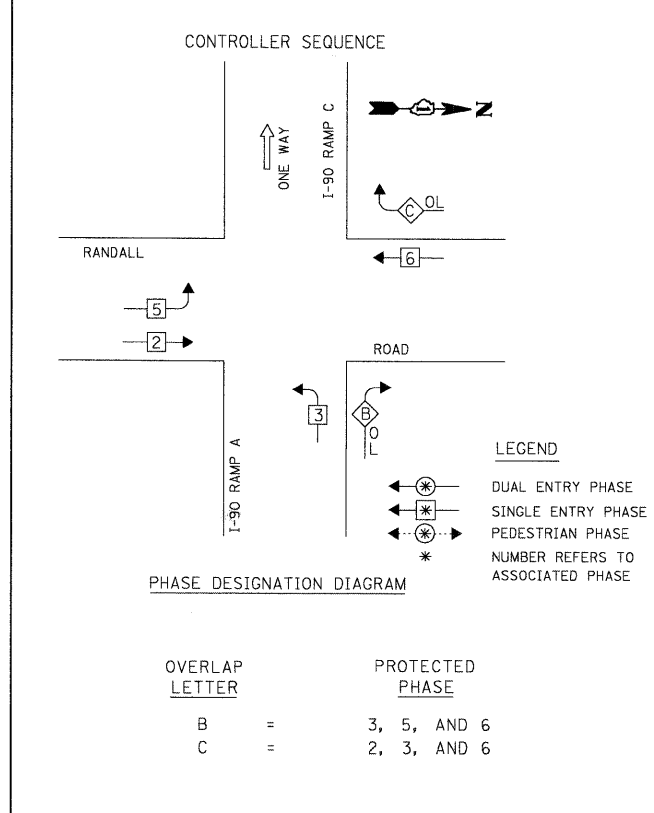 CONTROLLER SEQUENCE
ONE WAY
I-90 RAMP C
N
C OL
RANDALL
6
5
2
ROAD
3
B
O
L
I-90 RAMP A
LEGEND
* DUAL ENTRY PHASE
* SINGLE ENTRY PHASE
* PEDESTRIAN PHASE
* NUMBER REFERS TO
ASSOCIATED PHASE
PHASE DESIGNATION DIAGRAM
OVERLAP PROTECTED
LETTER PHASE
B = 3, 5, AND 6
C = 2, 3, AND 6